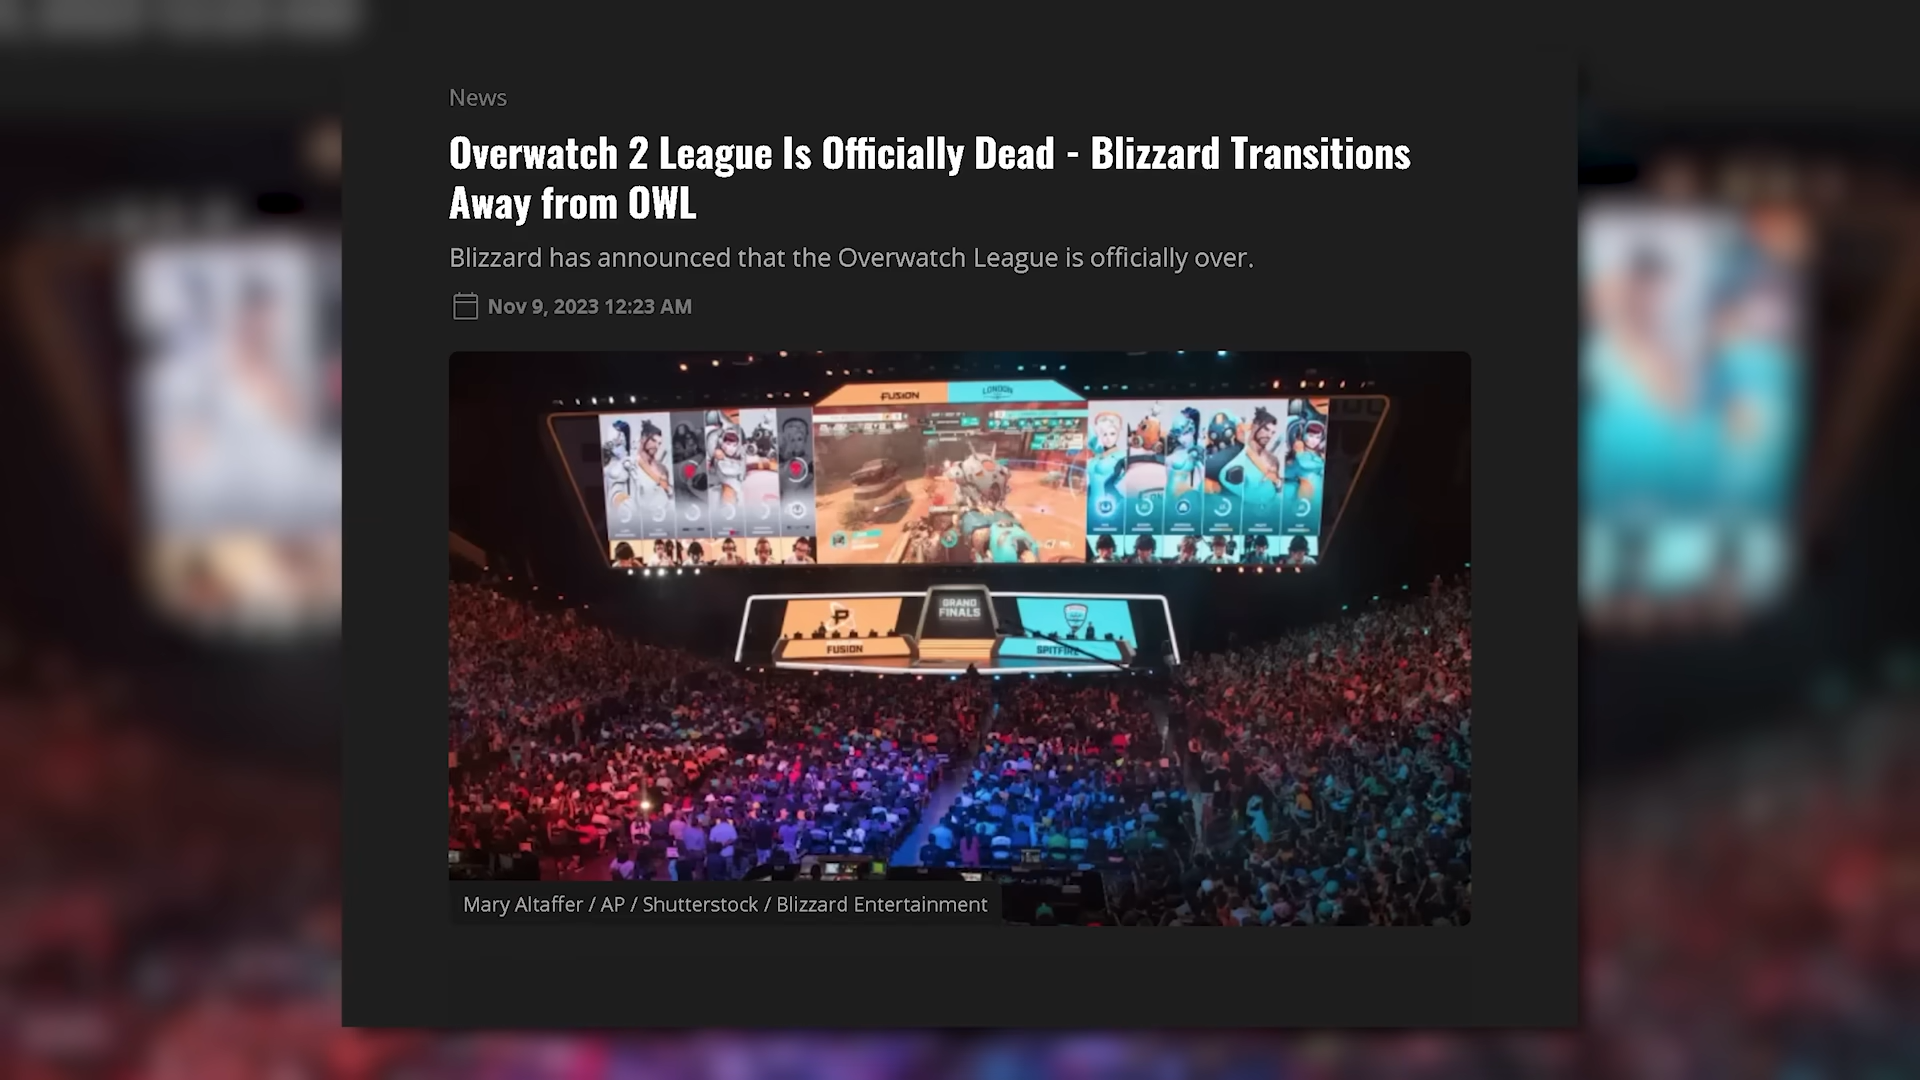 News
Overwatch 2 League Is Officially Dead - Blizzard Transitions
Away from OWL
Blizzard has announced that the Overwatch League is officially over.
Nov 9, 2023 12:23 AM
FUSION
LONDON
GRAND
FINALS
FUSION
SPITFIRE
Mary Altaffer / AP / Shutterstock / Blizzard Entertainment